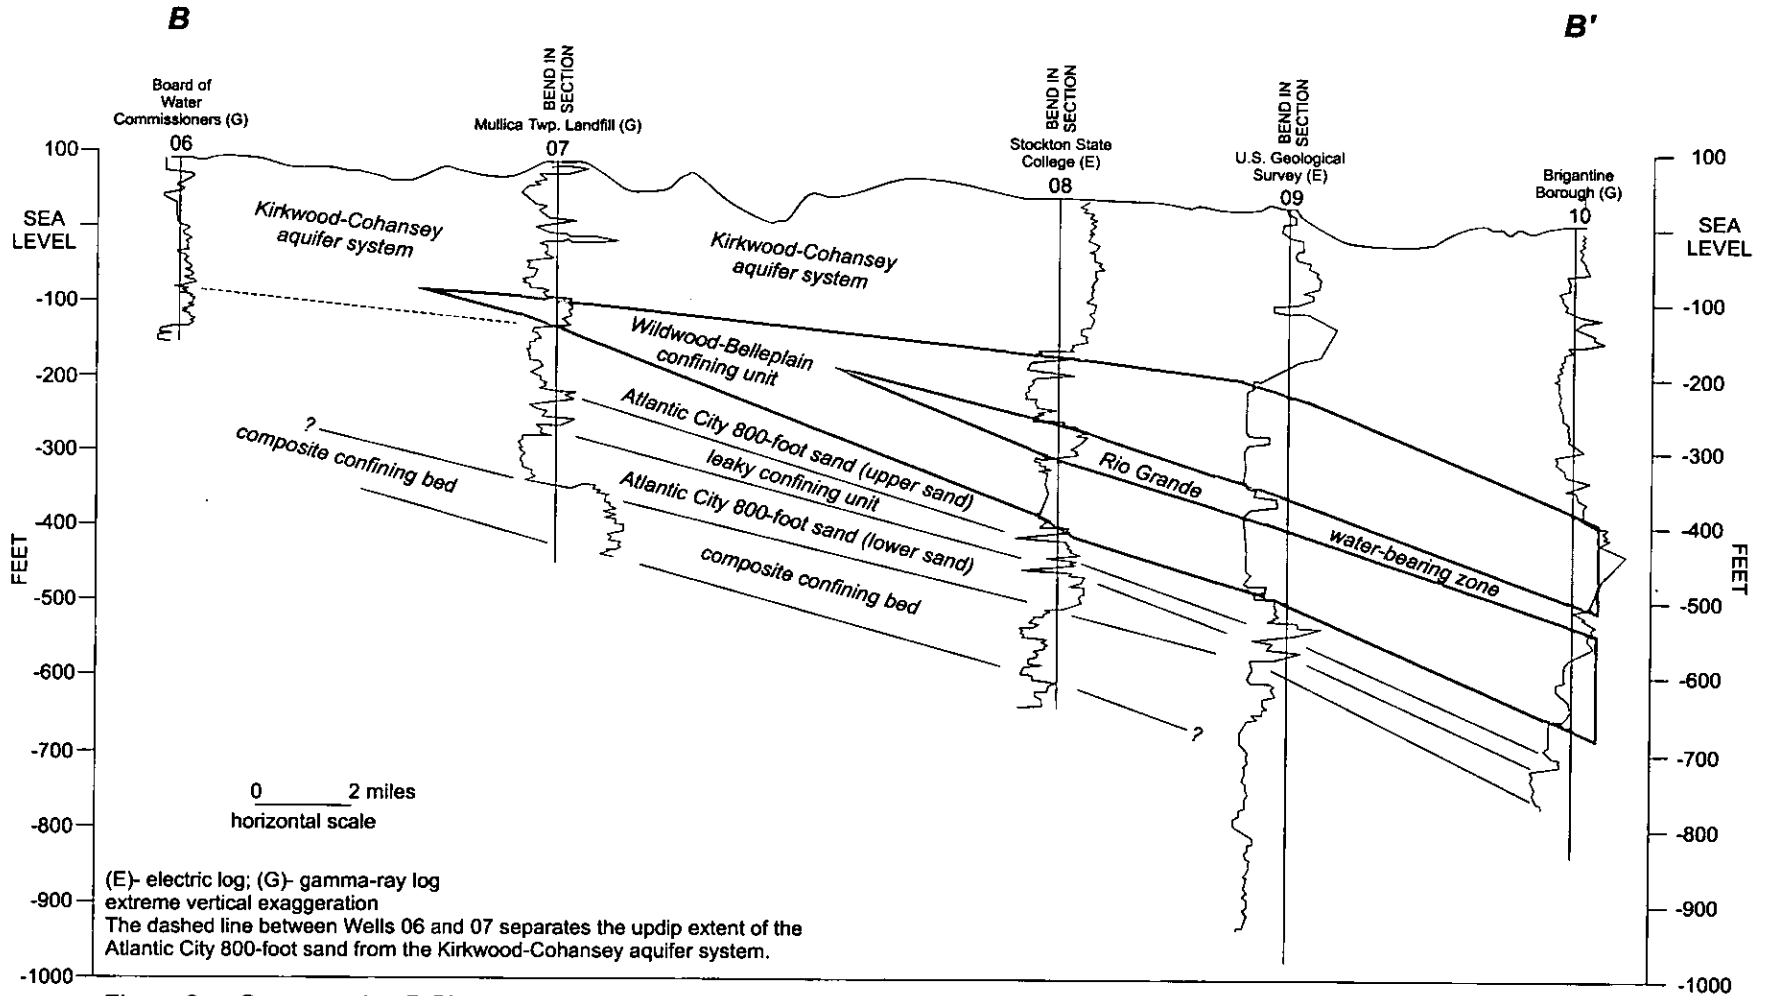 B
B'
Board of
Water
Commissioners (G)
06
BEND IN
SECTION
Mullica Twp. Landfill (G)
07
BEND IN
SECTION
Stockton State
College (E)
08
BEND IN
SECTION
U.S. Geological
Survey (E)
09
Brigantine
Borough (G)
10
100
SEA
LEVEL
-100
-200
-300
-400
-500
-600
-700
-800
-900
-1000
FEET
100
SEA
LEVEL
-100
-200
-300
-400
-500
-600
-700
-800
-900
-1000
FEET
Kirkwood-Cohansey
aquifer system
Kirkwood-Cohansey
aquifer system
Wildwood-Belleplain
confining unit
Atlantic City 800-foot sand (upper sand)
leaky confining unit
Atlantic City 800-foot sand (lower sand)
composite confining bed
?
composite confining bed
Rio Grande
water-bearing zone
?
0 2 miles
horizontal scale
(E)- electric log; (G)- gamma-ray log
extreme vertical exaggeration
The dashed line between Wells 06 and 07 separates the updip extent of the
Atlantic City 800-foot sand from the Kirkwood-Cohansey aquifer system.